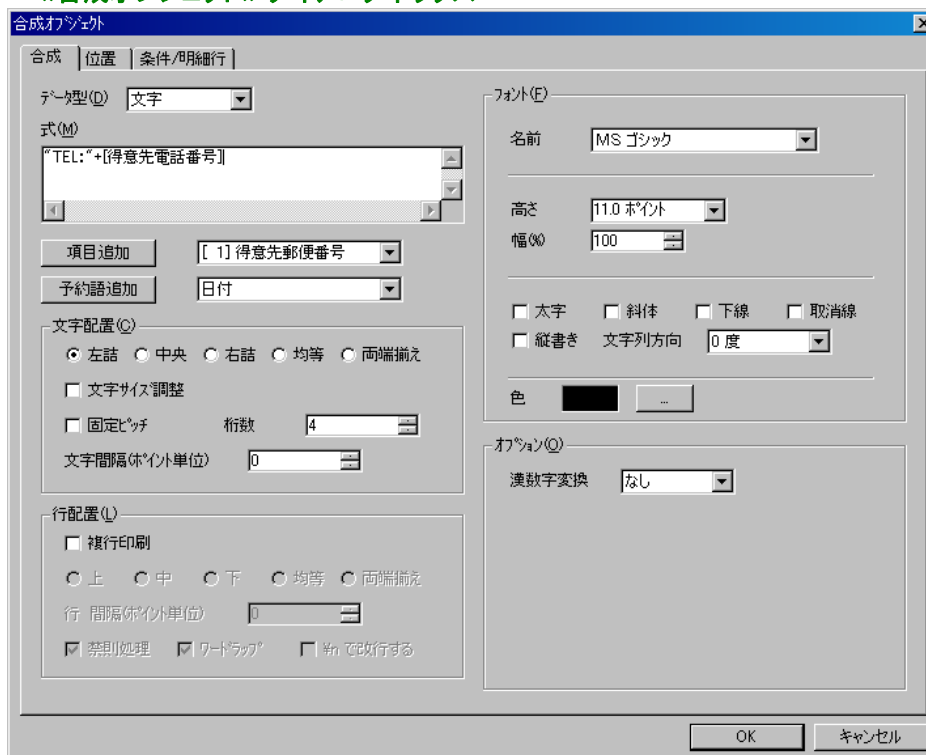 合成ｵﾌﾞｼﾞｪｸﾄ
合成 位置 条件/明細行
ﾃﾞｰﾀ型(D) 文字
式(M)
"TEL:"+[得意先電話番号]
項目追加 [ 1] 得意先郵便番号
予約語追加 日付
文字配置(C)
左詰 中央 右詰 均等 両端揃え
文字ｻｲｽﾞ調整
固定ﾋﾟｯﾁ 桁数 4
文字間隔(ﾎﾟｲﾝﾄ単位) 0
行配置(L)
複行印刷
上 中 下 均等 両端揃え
行 間隔(ﾎﾟｲﾝﾄ単位) 0
禁則処理 ﾜｰﾄﾞﾗｯﾌﾟ ¥n で改行する
ﾌｫﾝﾄ(F)
名前 MS ゴシック
高さ 11.0 ﾎﾟｲﾝﾄ
幅(%) 100
太字 斜体 下線 取消線
縦書き 文字列方向 0 度
色 ...
ｵﾌﾟｼｮﾝ(O)
漢数字変換 なし
OK キャンセル